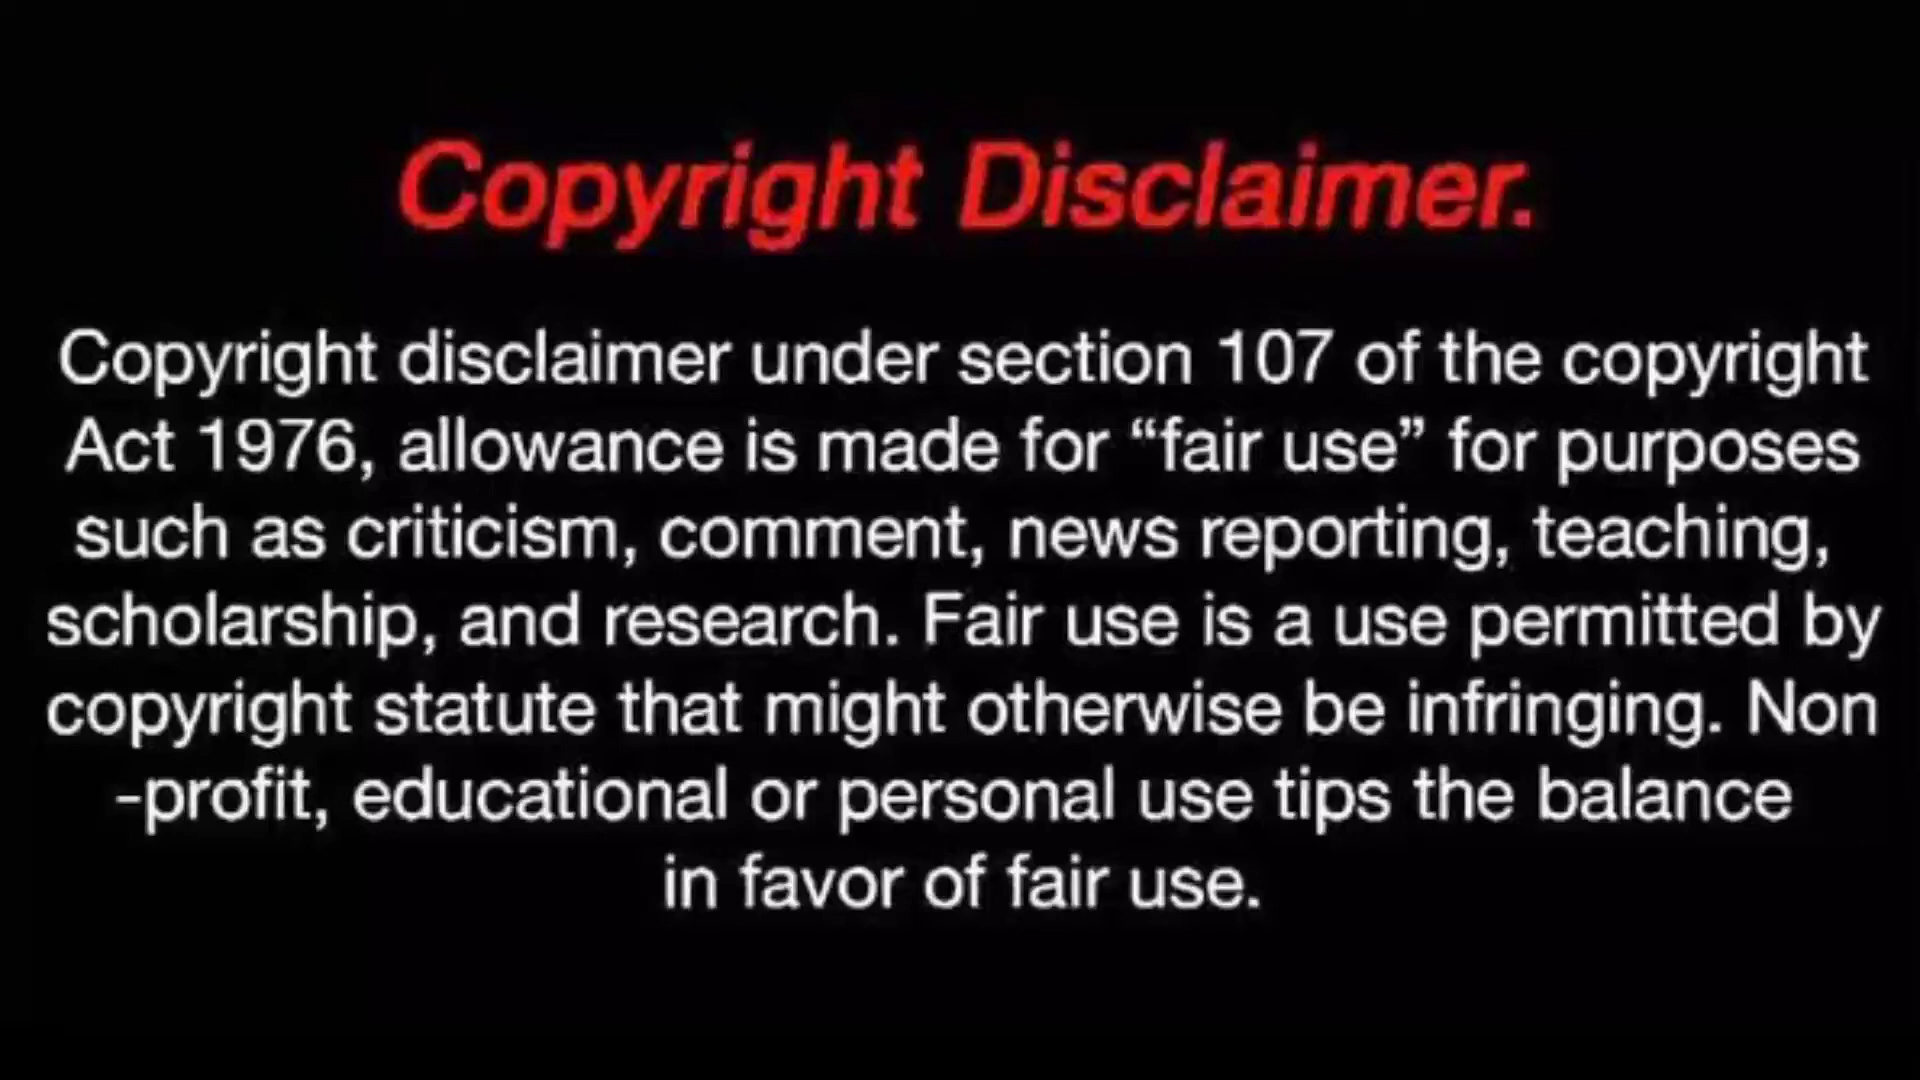 Copyright Disclaimer.
Copyright disclaimer under section 107 of the copyright
Act 1976, allowance is made for “fair use” for purposes
such as criticism, comment, news reporting, teaching,
scholarship, and research. Fair use is a use permitted by
copyright statute that might otherwise be infringing. Non
-profit, educational or personal use tips the balance
in favor of fair use.